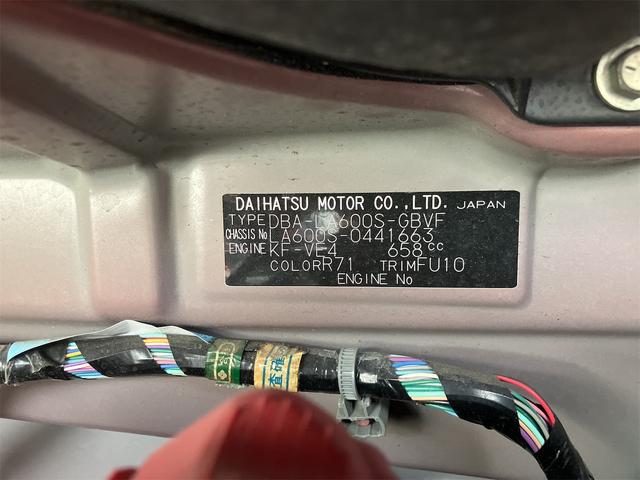 DAIHATSU MOTOR CO.,LTD. JAPAN
TYPE DBA-LA600S-GBVF
CHASSIS No LA600S-0441663
ENGINE KF-VE4 658cc
COLOR R71 TRIM FU10
ENGINE No